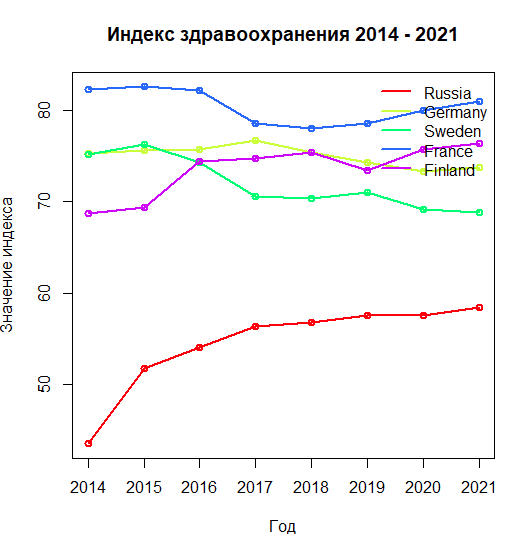 Индекс здравоохранения 2014 - 2021
Значение индекса
80
70
60
50
Russia
Germany
Sweden
France
Finland
2014 2015 2016 2017 2018 2019 2020 2021
Год